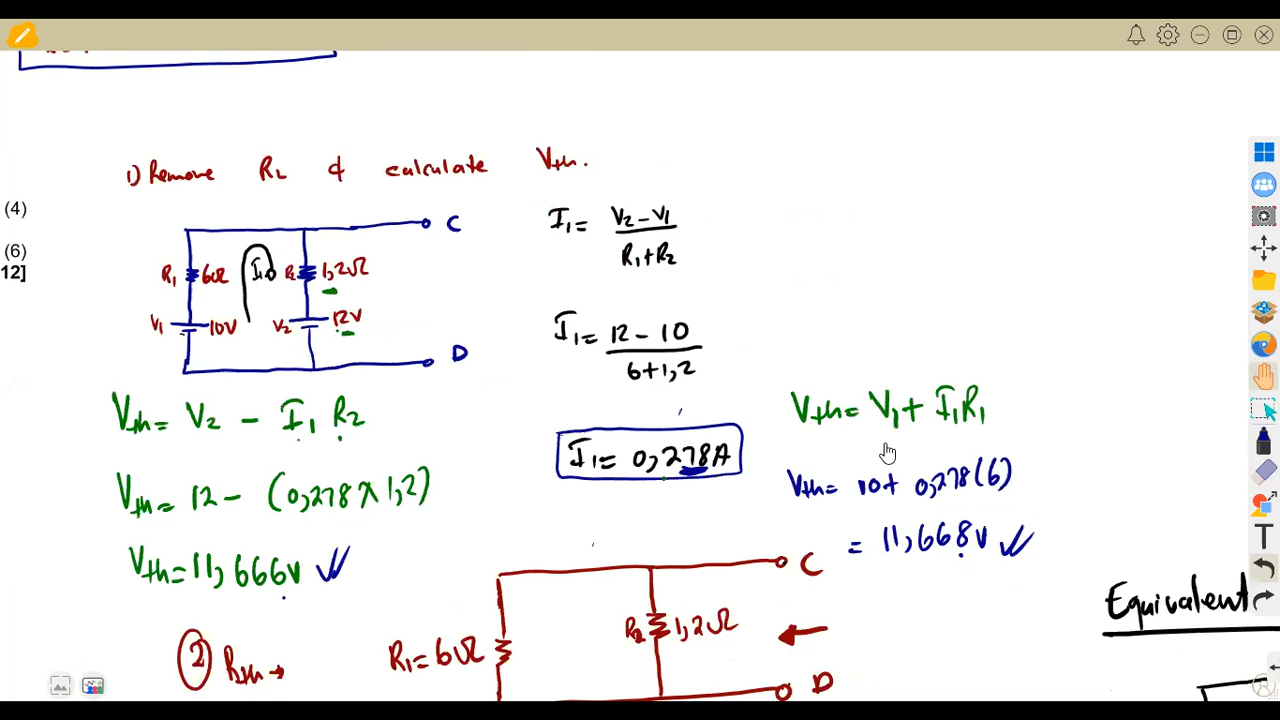 1) Remove R2 & calculate Vth.
(4)
(6)
12]
C
R1 6Ω
I1
R2 1,2Ω
V1 10V
V2 12V
D
I1 = V2 - V1
R1 + R2
I1 = 12 - 10
6 + 1,2
I1 = 0,278A
Vth = V2 - I1 R2
Vth = 12 - (0,278 x 1,2)
Vth = 11,666v ✓
Vth = V1 + I1R1
Vth = 10 + 0,278(6)
= 11,668v ✓
② Rth →
R1 = 6Ω
R2 1,2Ω
C
D
Equivalent
T